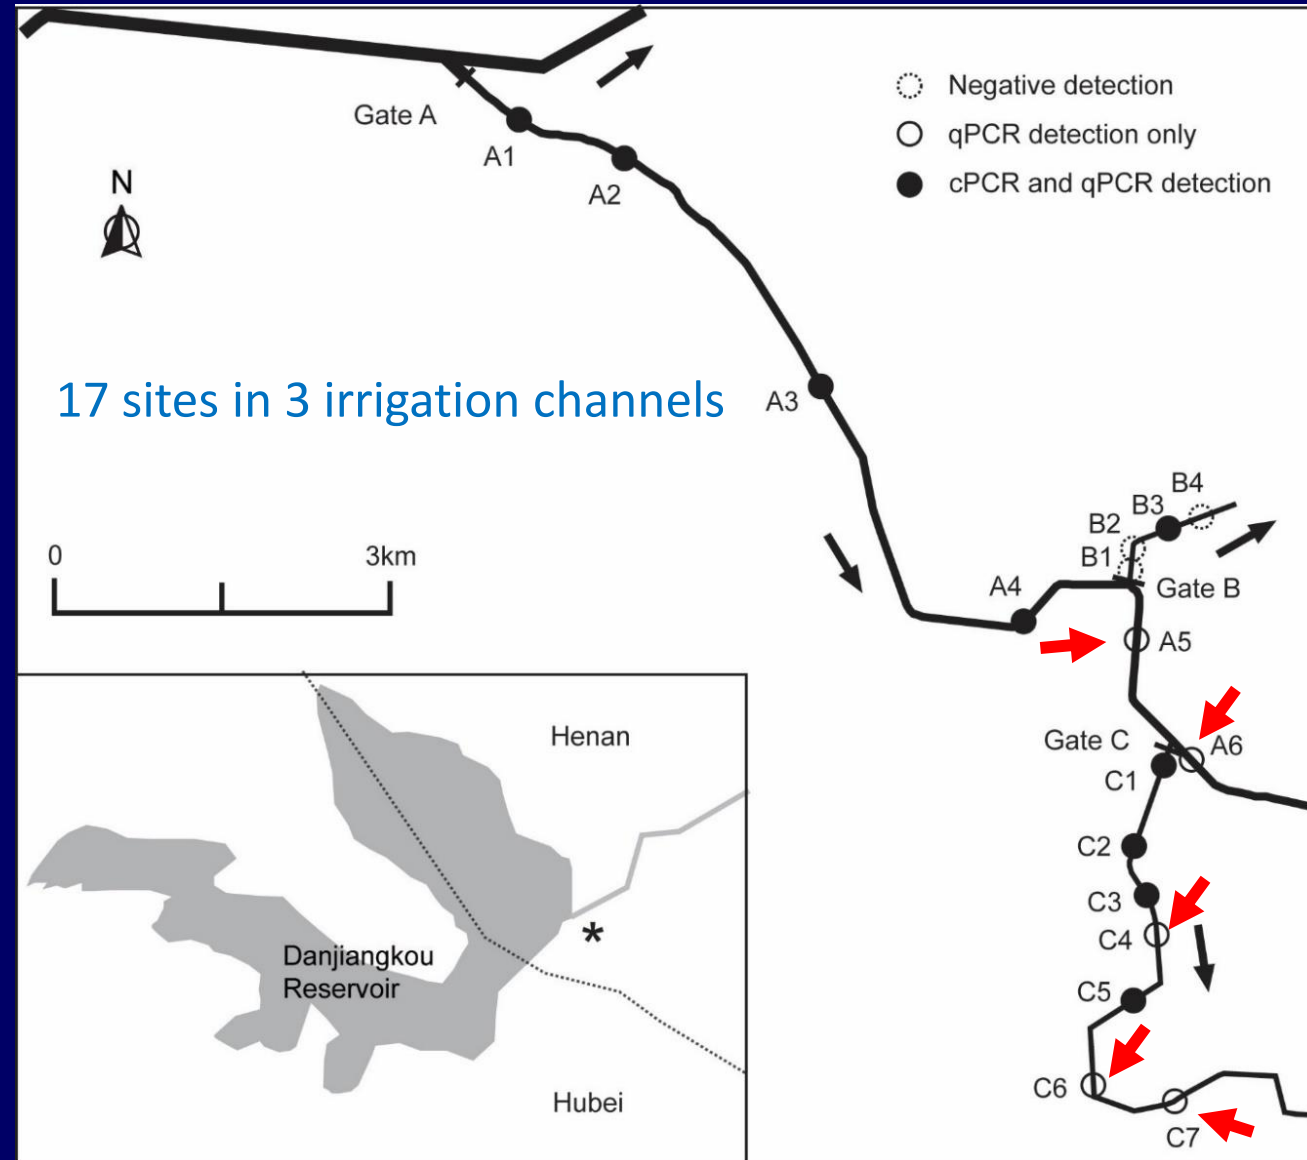 Negative detection
qPCR detection only
cPCR and qPCR detection
Gate A
A1
A2
N
17 sites in 3 irrigation channels
A3
0
3km
B4
B3
B2
B1
A4
Gate B
A5
Gate C
A6
C1
C2
C3
C4
C5
C6
C7
Henan
*
Danjiangkou
Reservoir
Hubei